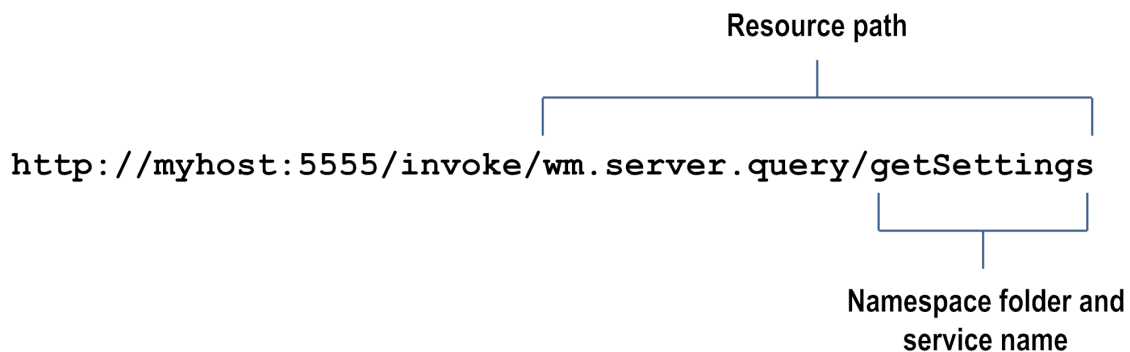 Resource path
http://myhost:5555/invoke/wm.server.query/getSettings
Namespace folder and
service name